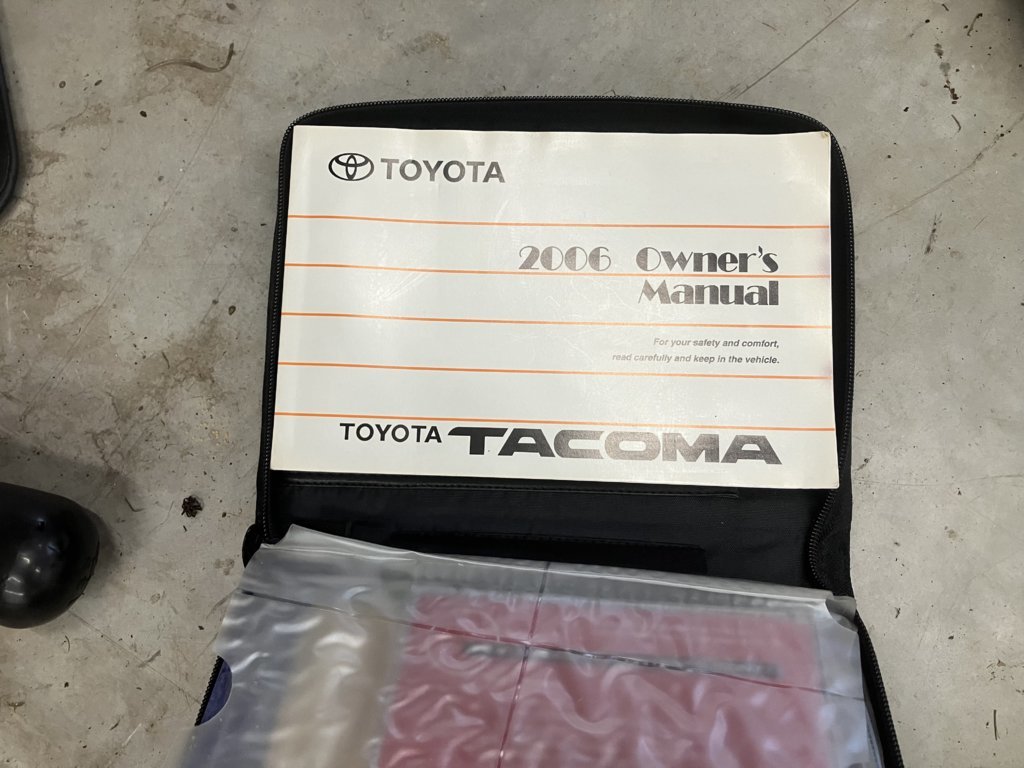 TOYOTA
2006 Owner's
Manual
For your safety and comfort,
read carefully and keep in the vehicle.
TOYOTA TACOMA